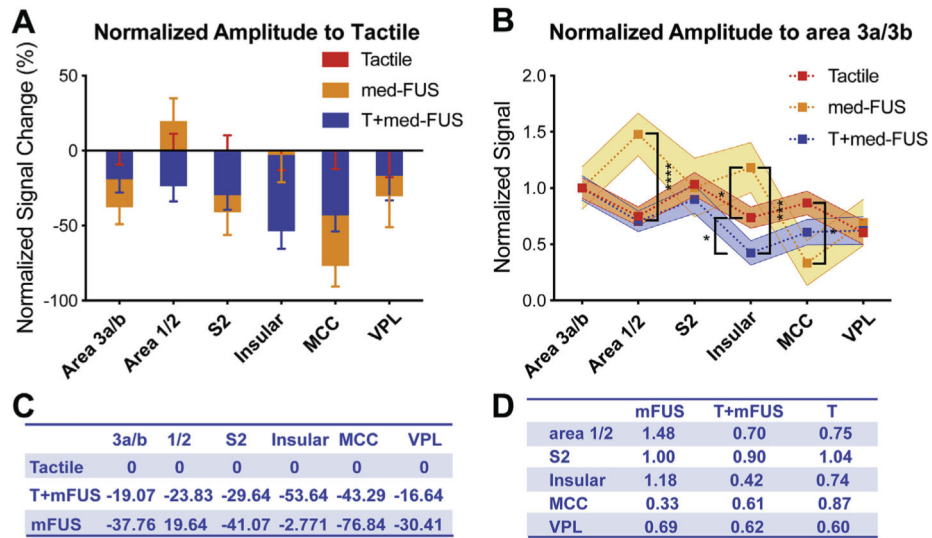 A
Normalized Amplitude to Tactile
Normalized Signal Change (%)
50
0
-50
-100
Tactile
med-FUS
T+med-FUS
Area 3a/b
Area 1/2
S2
Insular
MCC
VPL
B
Normalized Amplitude to area 3a/3b
Normalized Signal
2.0
1.5
1.0
0.5
0.0
Tactile
med-FUS
T+med-FUS
****
*
*
***
*
Area 3a/b
Area 1/2
S2
Insular
MCC
VPL
C
3a/b 1/2 S2 Insular MCC VPL
Tactile 0 0 0 0 0 0
T+mFUS -19.07 -23.83 -29.64 -53.64 -43.29 -16.64
mFUS -37.76 19.64 -41.07 -2.771 -76.84 -30.41
D
mFUS T+mFUS T
area 1/2 1.48 0.70 0.75
S2 1.00 0.90 1.04
Insular 1.18 0.42 0.74
MCC 0.33 0.61 0.87
VPL 0.69 0.62 0.60